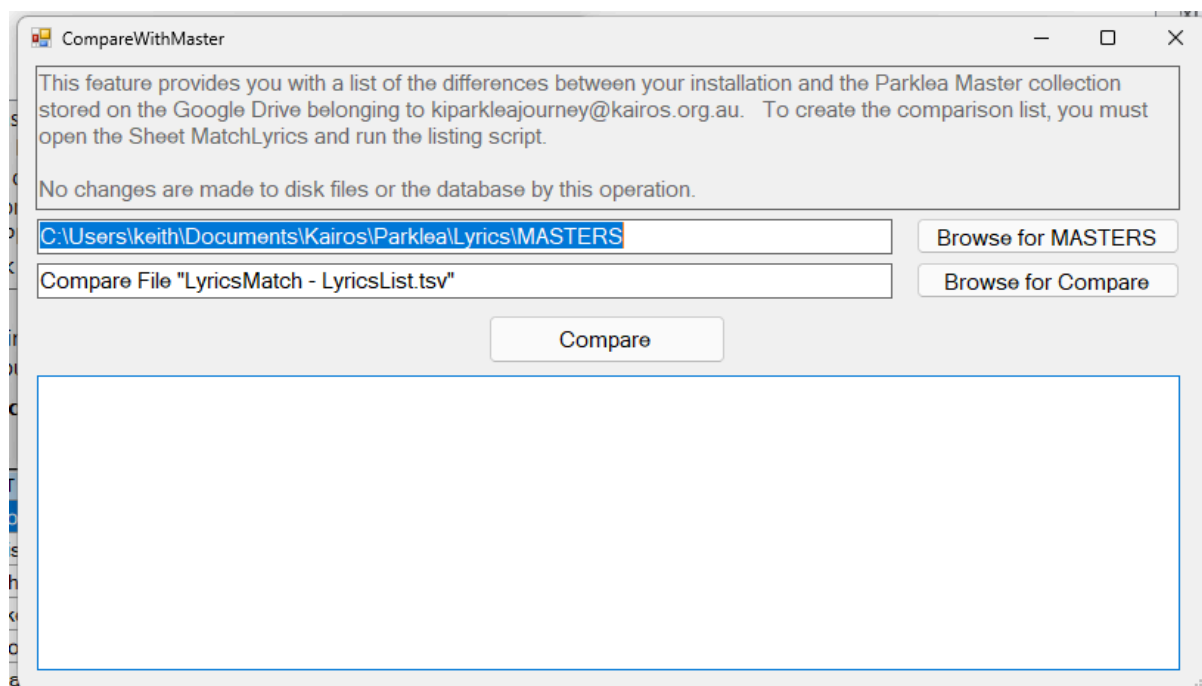 CompareWithMaster
This feature provides you with a list of the differences between your installation and the Parklea Master collection
stored on the Google Drive belonging to kiparkleajourney@kairos.org.au.   To create the comparison list, you must
open the Sheet MatchLyrics and run the listing script.
No changes are made to disk files or the database by this operation.
C:\Users\keith\Documents\Kairos\Parklea\Lyrics\MASTERS
Browse for MASTERS
Compare File "LyricsMatch - LyricsList.tsv"
Browse for Compare
Compare